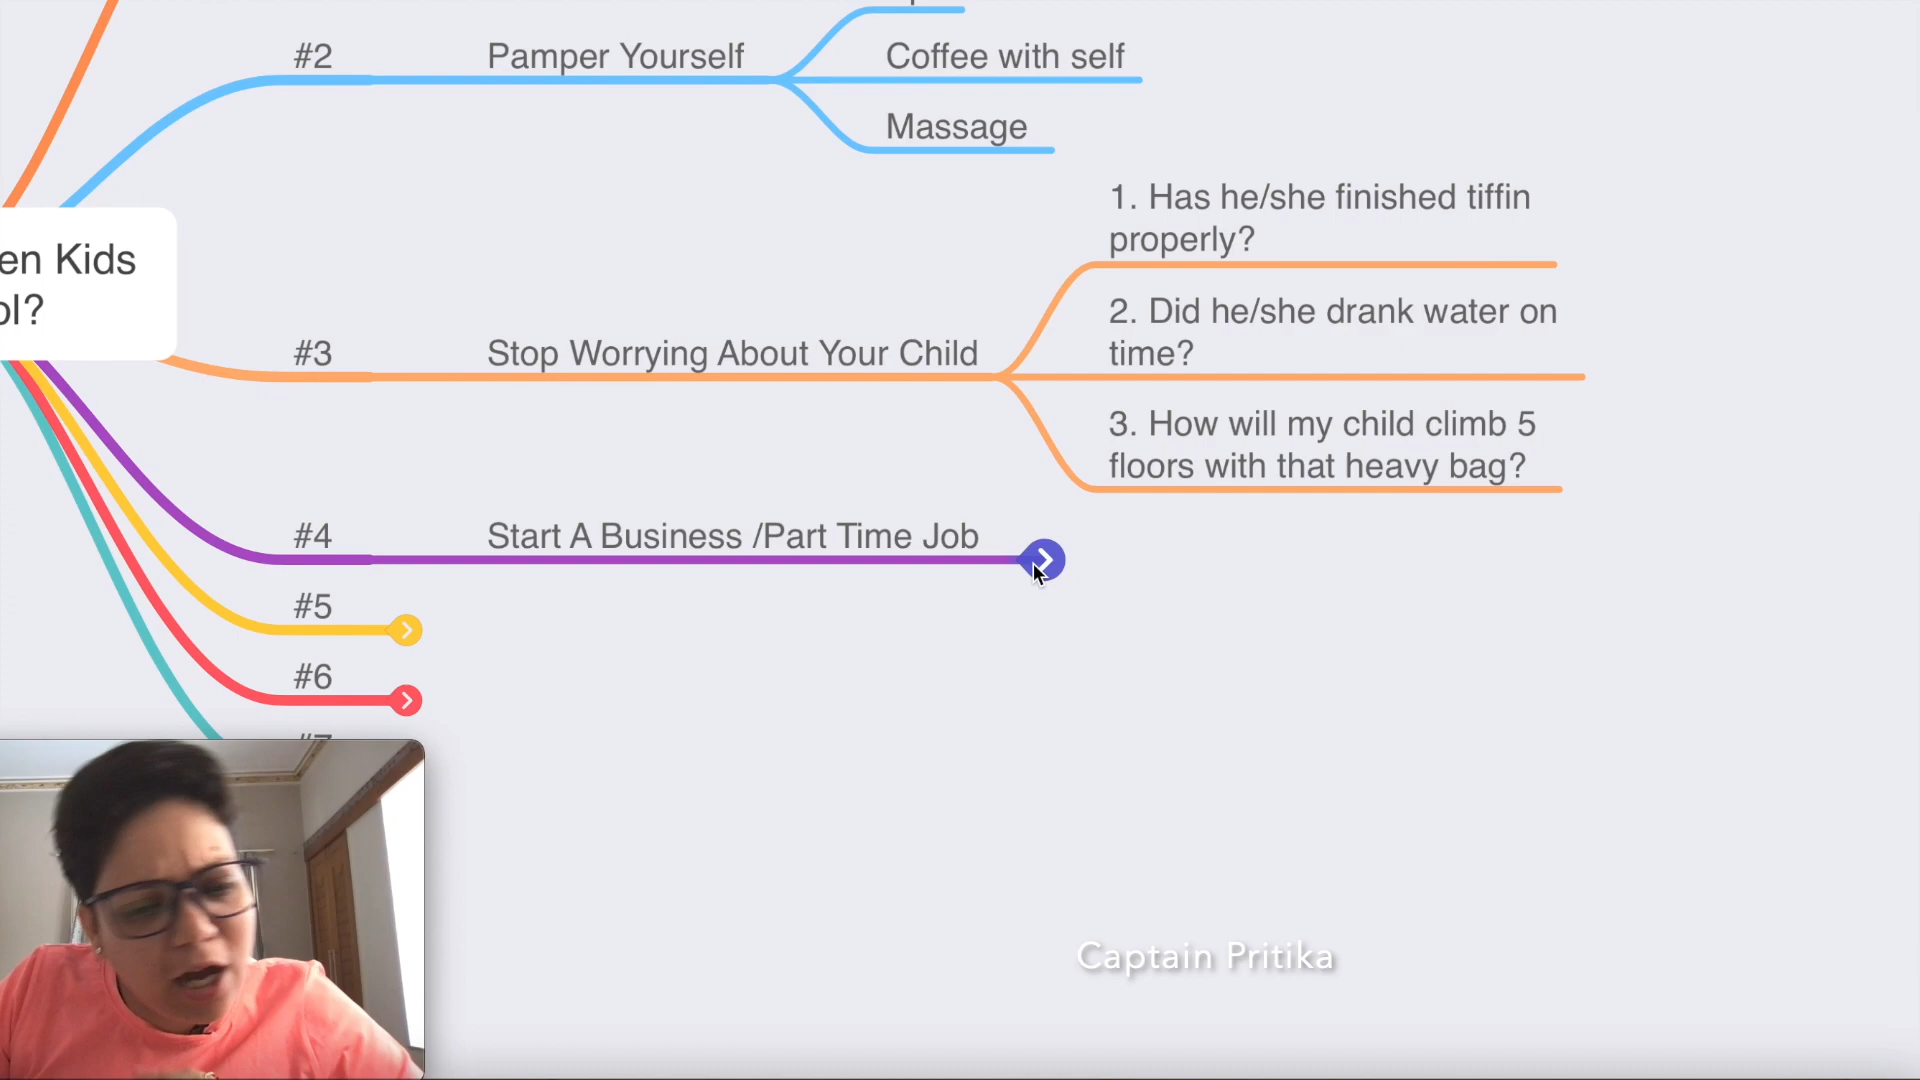 #2
Pamper Yourself
Coffee with self
Massage
en Kids
ol?
#3
Stop Worrying About Your Child
1. Has he/she finished tiffin
properly?
2. Did he/she drank water on
time?
3. How will my child climb 5
floors with that heavy bag?
#4
Start A Business /Part Time Job
#5
#6
#7
Captain Pritika